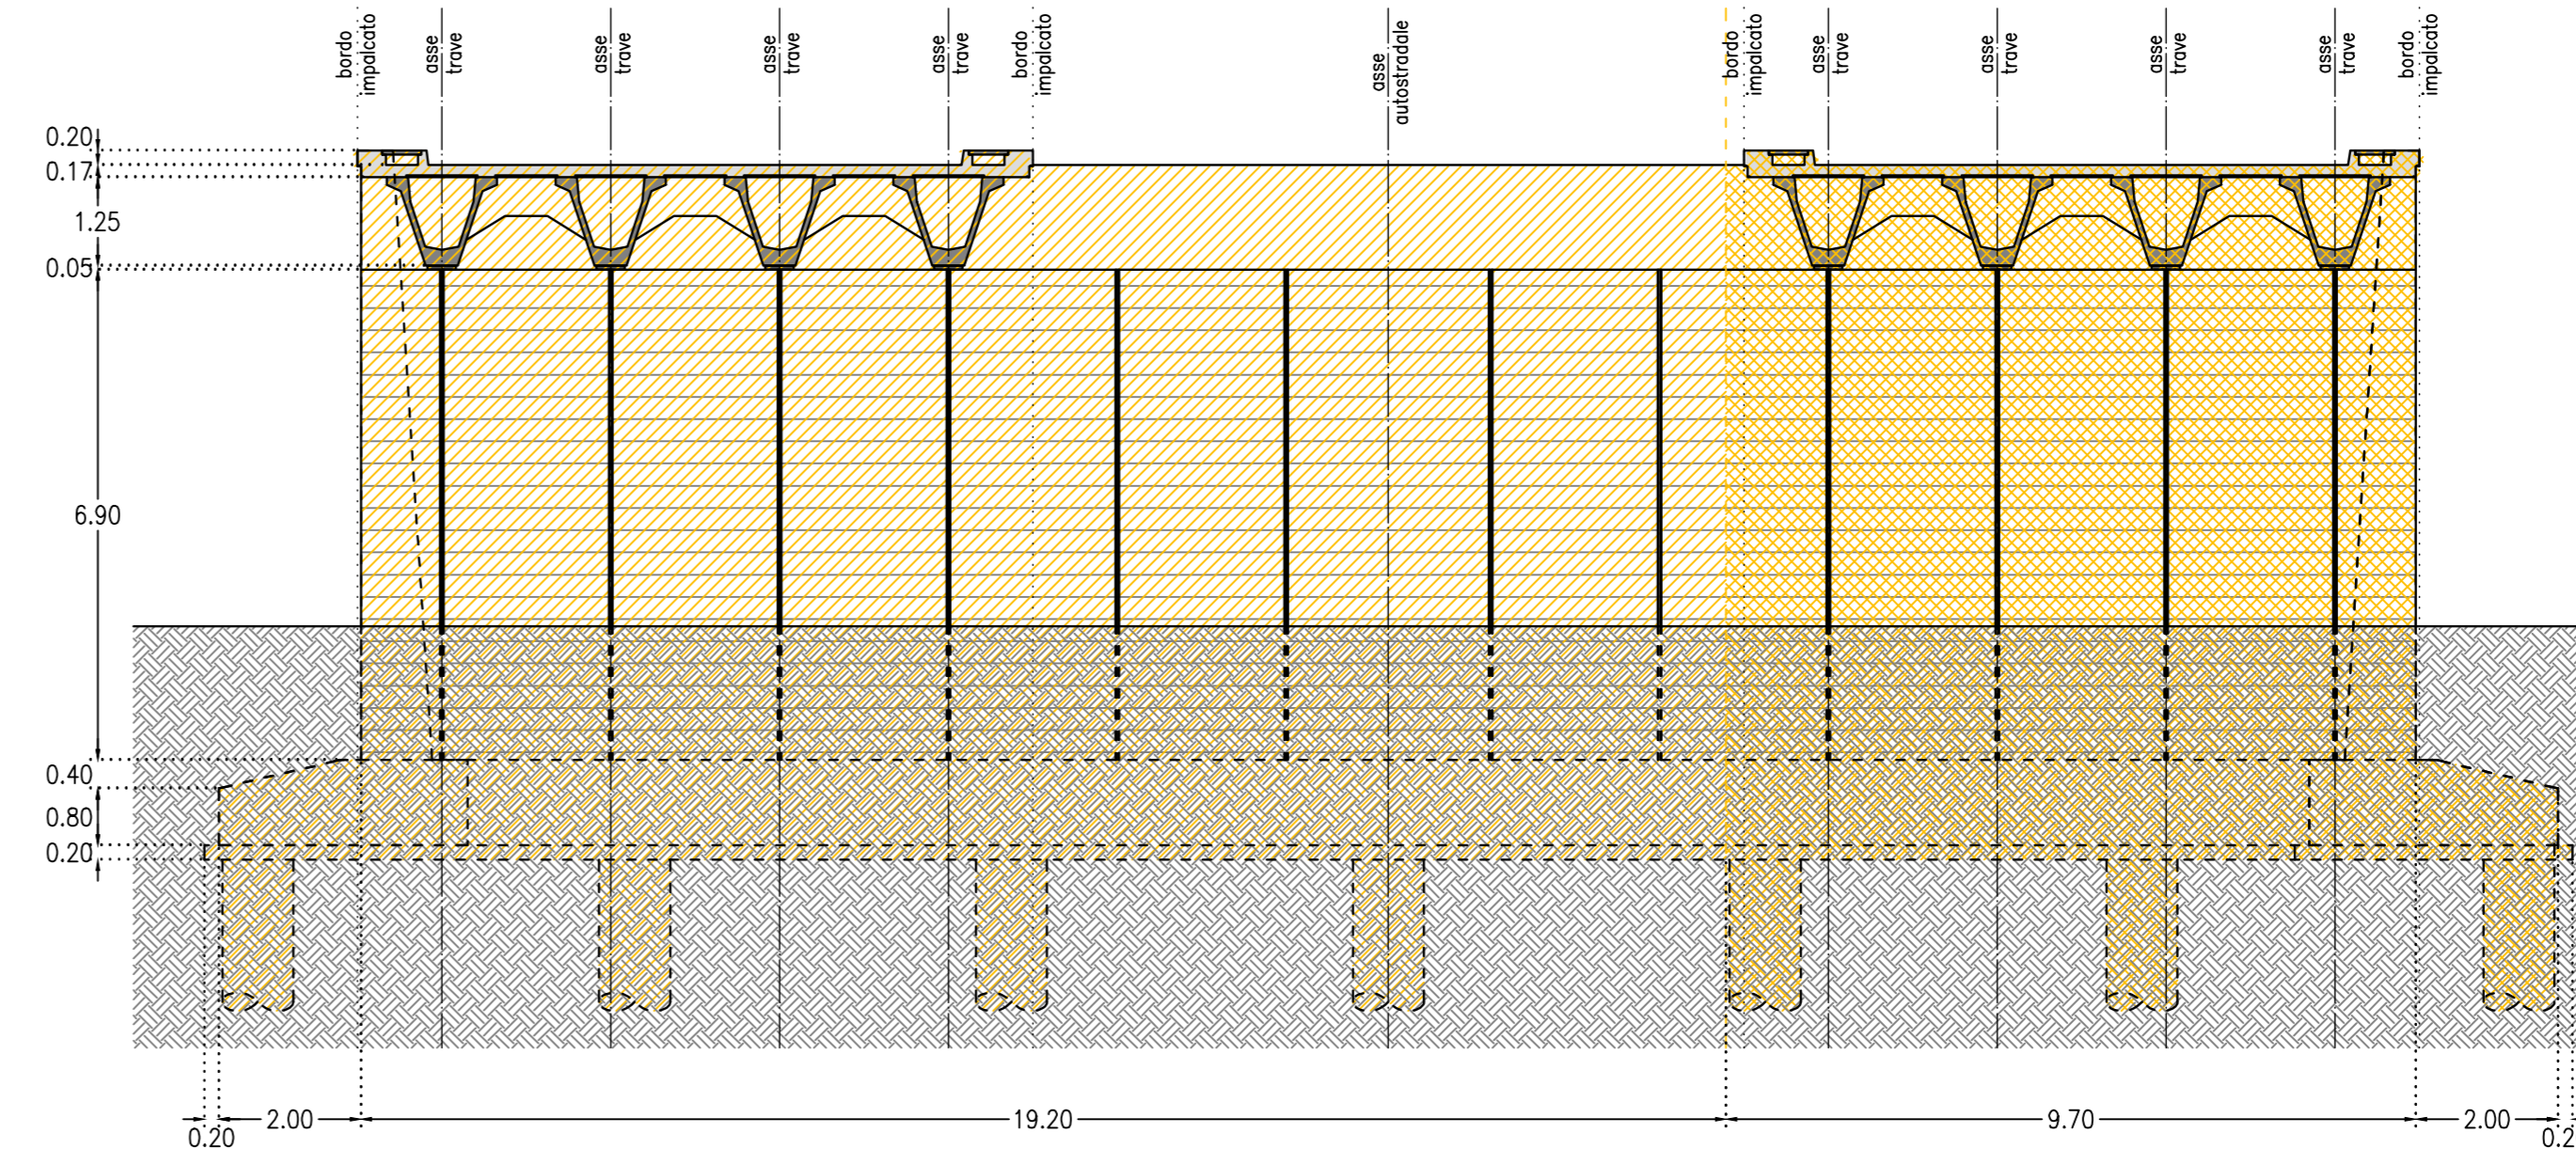 bordo
impalcato
asse
trave
asse
trave
asse
trave
asse
trave
bordo
impalcato
asse
autostradale
bordo
impalcato
asse
trave
asse
trave
asse
trave
asse
trave
bordo
impalcato
0.20
0.17
1.25
0.05
6.90
0.40
0.80
0.20
2.00
19.20
9.70
2.00
0.20
0.2